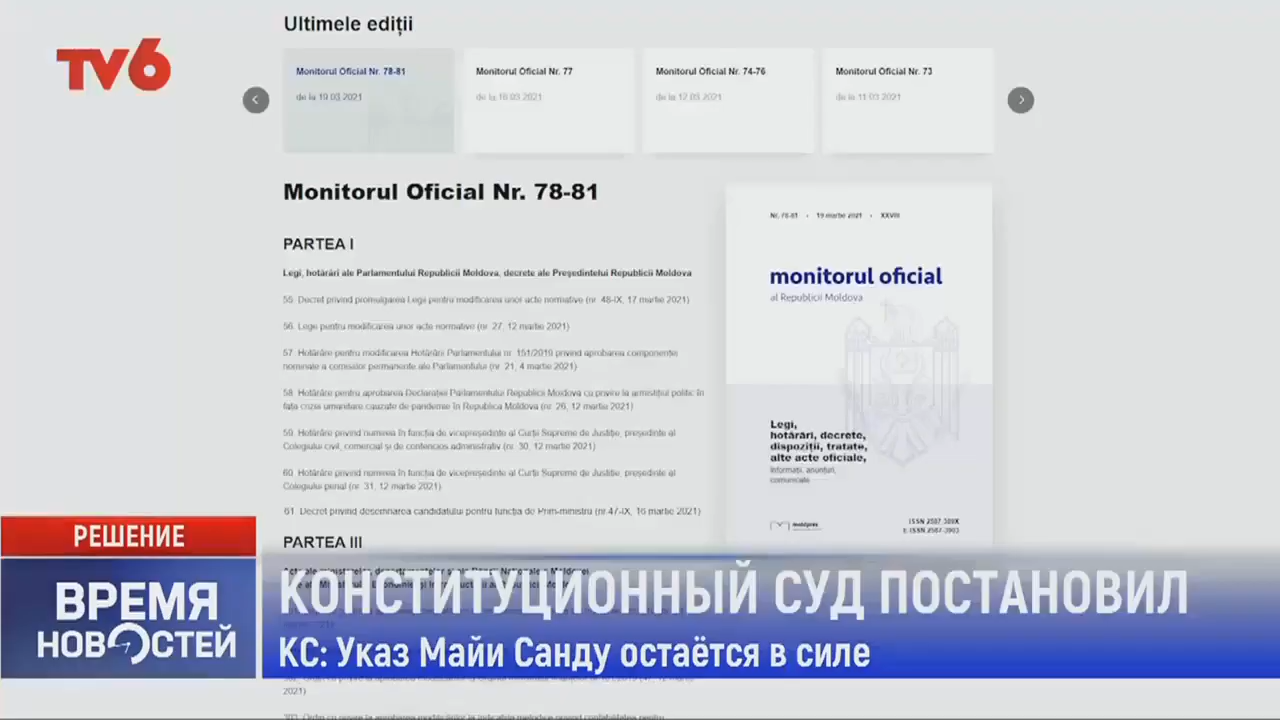 Ultimele ediții
TV6
Monitorul Oficial Nr. 78-81
Monitorul Oficial Nr. 77
Monitorul Oficial Nr. 74-76
Monitorul Oficial Nr. 73
de la 19.03.2021
de la 18.03.2021
de la 12.03.2021
de la 11.03.2021
Monitorul Oficial Nr. 78-81
PARTEA I
Legi, hotărâri ale Parlamentului Republicii Moldova, decrete ale Președintelui Republicii Moldova
55. Decret privind promulgarea Legii pentru modificarea unor acte normative (nr. 48-IX, 17 martie 2021)
56. Lege pentru modificarea unor acte normative (nr. 27, 12 martie 2021)
57. Hotărâre pentru modificarea Hotărârii Parlamentului nr. 151/2019 privind aprobarea componenței
nominale a comisiilor permanente ale Parlamentului (nr. 21, 4 martie 2021)
58. Hotărâre pentru aprobarea Declarației Parlamentului Republicii Moldova cu privire la armistițiul politic în
fața crizei umanitare cauzate de pandemie în Republica Moldova (nr. 26, 12 martie 2021)
59. Hotărâre privind numirea în funcția de vicepreședinte al Curții Supreme de Justiție, președinte al
Colegiului civil, comercial și de contencios administrativ (nr. 30, 12 martie 2021)
60. Hotărâre privind numirea în funcția de vicepreședinte al Curții Supreme de Justiție, președinte al
Colegiului penal (nr. 31, 12 martie 2021)
61. Decret privind desemnarea candidatului pentru funcția de Prim-ministru (nr.47-IX, 16 martie 2021)
PARTEA III
Nr. 78-81 • 19 martie 2021 • XXVIII
monitorul oficial
al Republicii Moldova
Legi,
hotărâri, decrete,
dispoziții, tratate,
alte acte oficiale,
informații, anunțuri,
comunicate
moldpres
РЕШЕНИЕ
ВРЕМЯ
НОВОСТЕЙ
КОНСТИТУЦИОННЫЙ СУД ПОСТАНОВИЛ
КС: Указ Майи Санду остаётся в силе
2021)